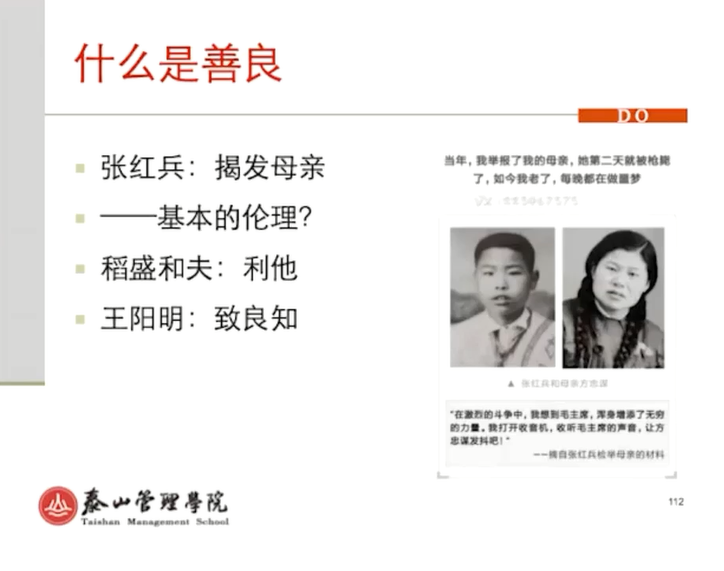 什么是善良
DO
张红兵：揭发母亲
——基本的伦理？
稻盛和夫：利他
王阳明：致良知
当年，我举报了我的母亲，她第二天就被枪毙
了，如今我老了，每晚都在做噩梦
▲ 张红兵和母亲方忠谋
“在激烈的斗争中，我想到毛主席，浑身增添了无穷
的力量。我打开收音机，收听毛主席的声音，让方
忠谋发抖吧！”
——摘自张红兵检举母亲的材料
泰山管理學院
Taishan Management School
112